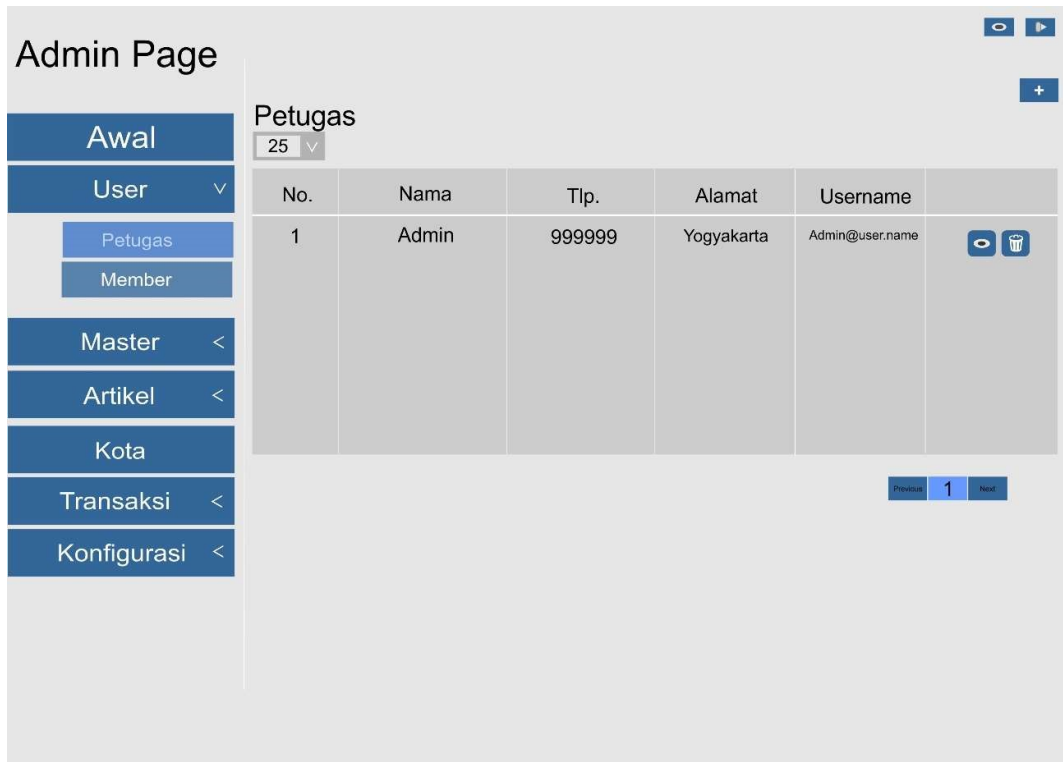 Admin Page
+
Awal
User
Petugas
Member
Master <
Artikel <
Kota
Transaksi <
Konfigurasi <
Petugas
25
No. Nama Tlp. Alamat Username
1 Admin 999999 Yogyakarta Admin@user.name
Previous 1 Next